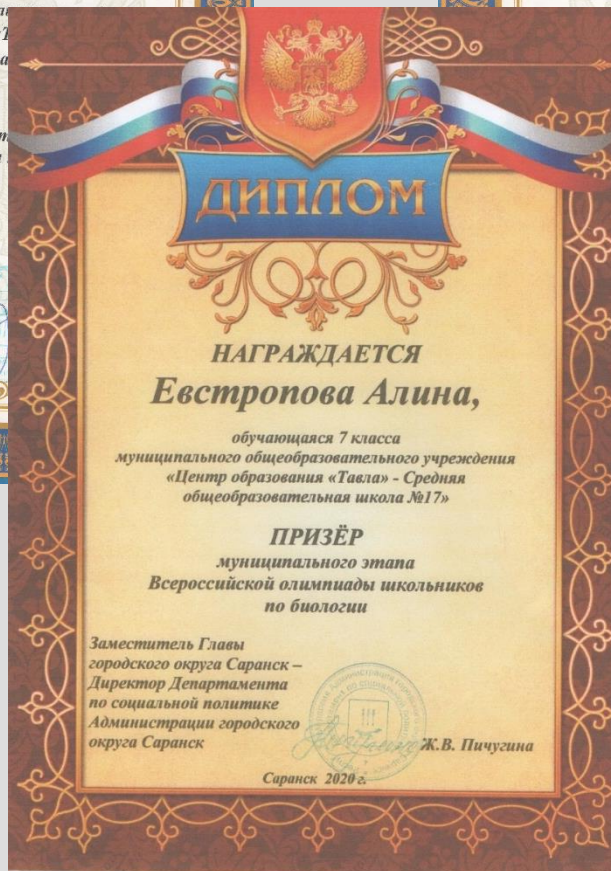 ДИПЛОМ
НАГРАЖДАЕТСЯ
Евстропова Алина,
обучающаяся 7 класса
муниципального общеобразовательного учреждения
«Центр образования «Тавла» - Средняя
общеобразовательная школа №17»
ПРИЗЁР
муниципального этапа
Всероссийской олимпиады школьников
по биологии
Заместитель Главы
городского округа Саранск –
Директор Департамента
по социальной политике
Администрации городского
округа Саранск
Ж.В. Пичугина
Саранск 2020 г.